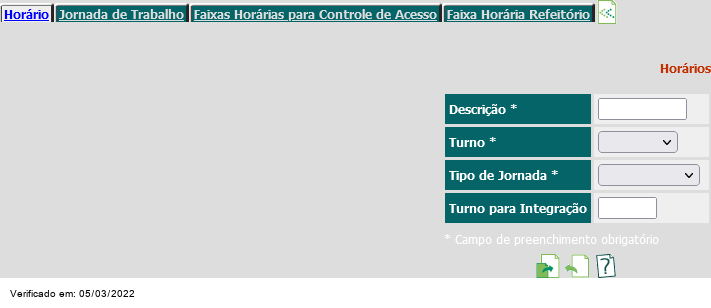 Horário Jornada de Trabalho Faixas Horárias para Controle de Acesso Faixa Horária Refeitório
Horários
Descrição *
Turno *
Tipo de Jornada *
Turno para Integração
* Campo de preenchimento obrigatório
Verificado em: 05/03/2022